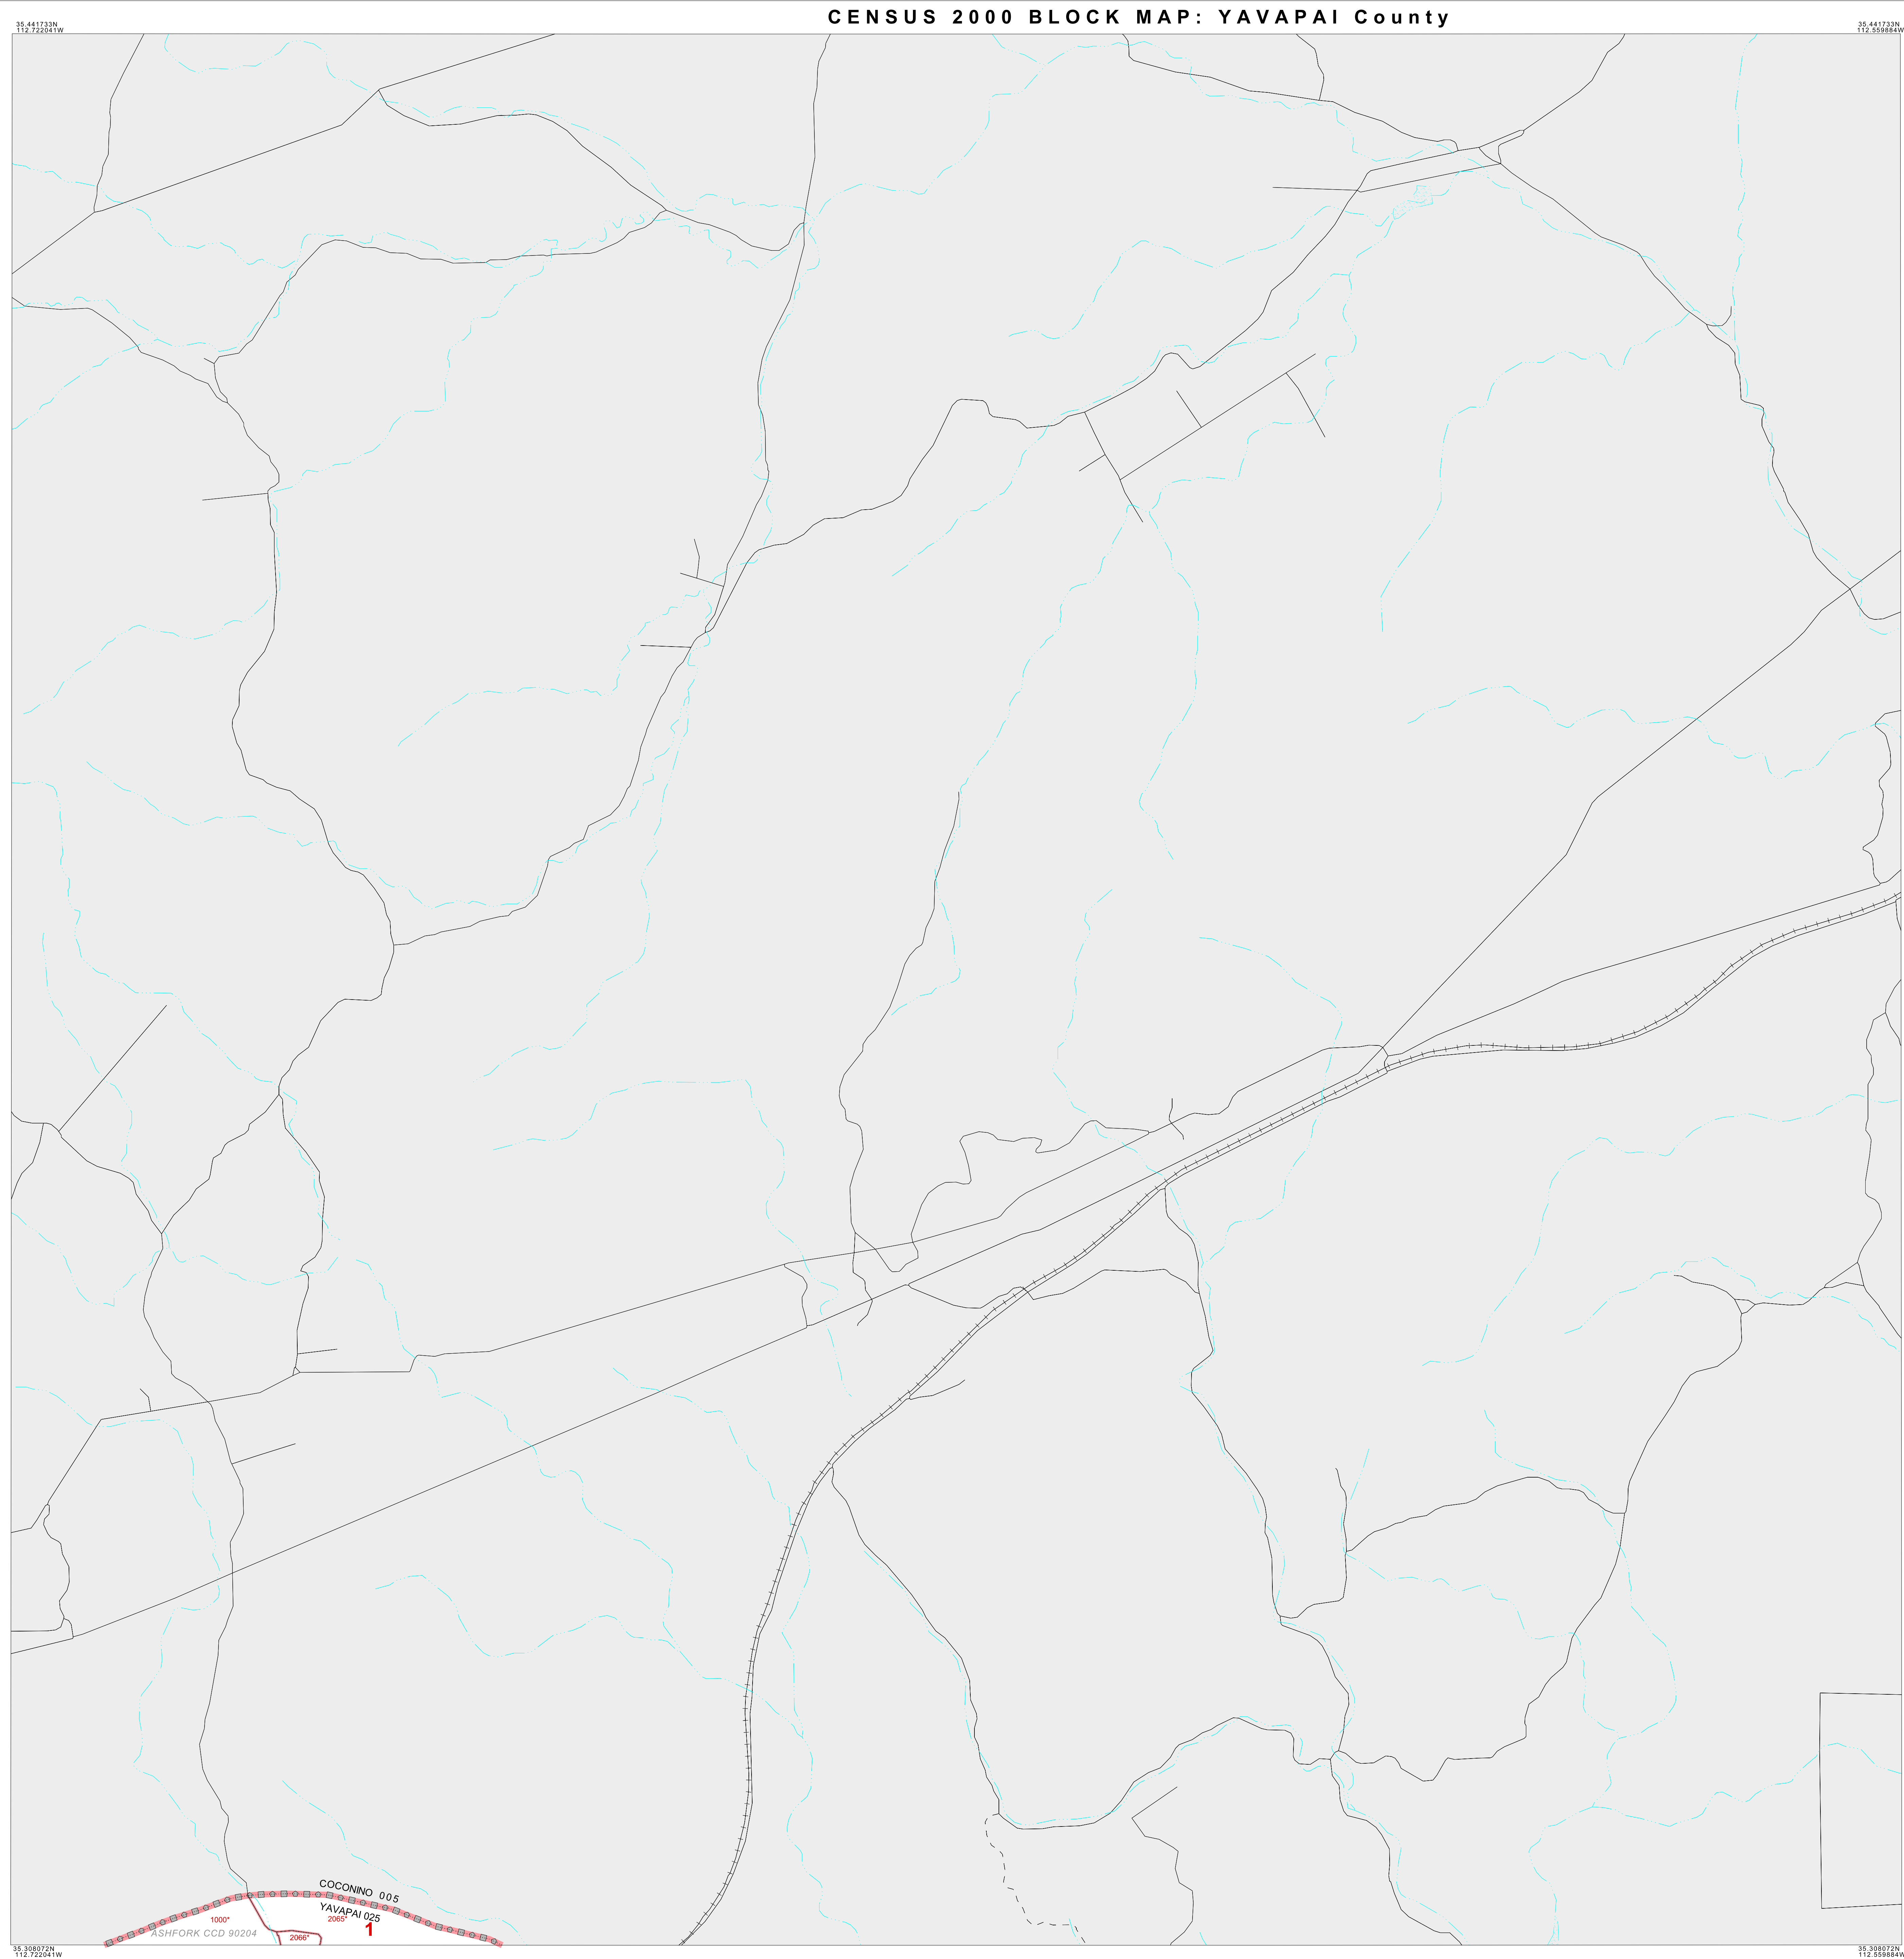 CENSUS 2000 BLOCK MAP: YAVAPAI County
35.441733N
112.722041W
35.441733N
112.559884W
COCONINO 005
YAVAPAI 025
1000*
2065*
1
ASHFORK CCD 90204
2066*
35.308072N
112.722041W
35.308072N
112.559884W